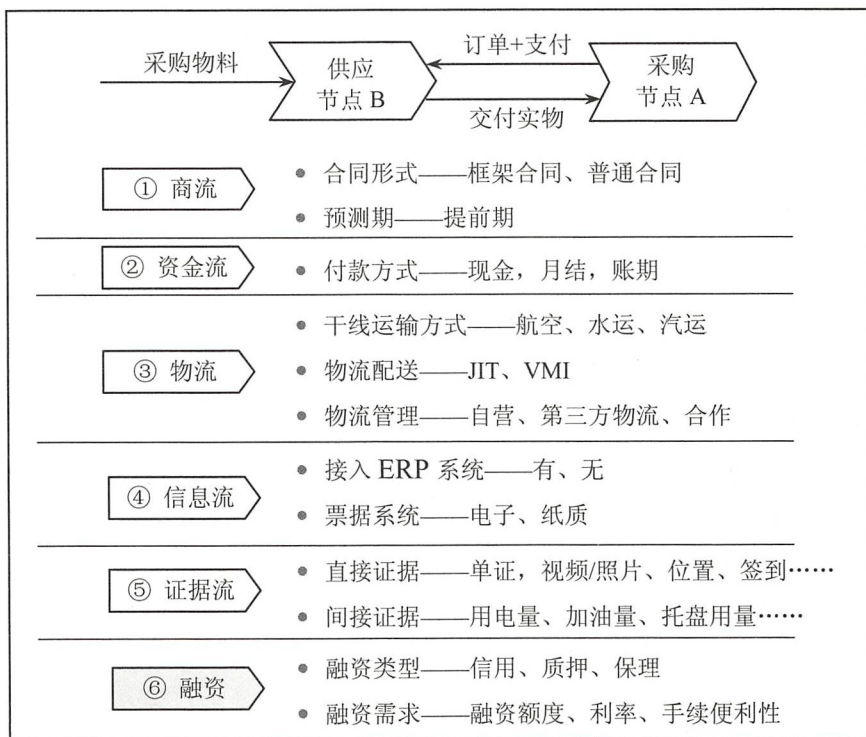 采购物料
供应
节点 B
订单+支付
交付实物
采购
节点 A
① 商流
• 合同形式——框架合同、普通合同
• 预测期——提前期
② 资金流
• 付款方式——现金，月结，账期
③ 物流
• 干线运输方式——航空、水运、汽运
• 物流配送——JIT、VMI
• 物流管理——自营、第三方物流、合作
④ 信息流
• 接入 ERP 系统——有、无
• 票据系统——电子、纸质
⑤ 证据流
• 直接证据——单证，视频/照片、位置、签到……
• 间接证据——用电量、加油量、托盘用量……
⑥ 融资
• 融资类型——信用、质押、保理
• 融资需求——融资额度、利率、手续便利性